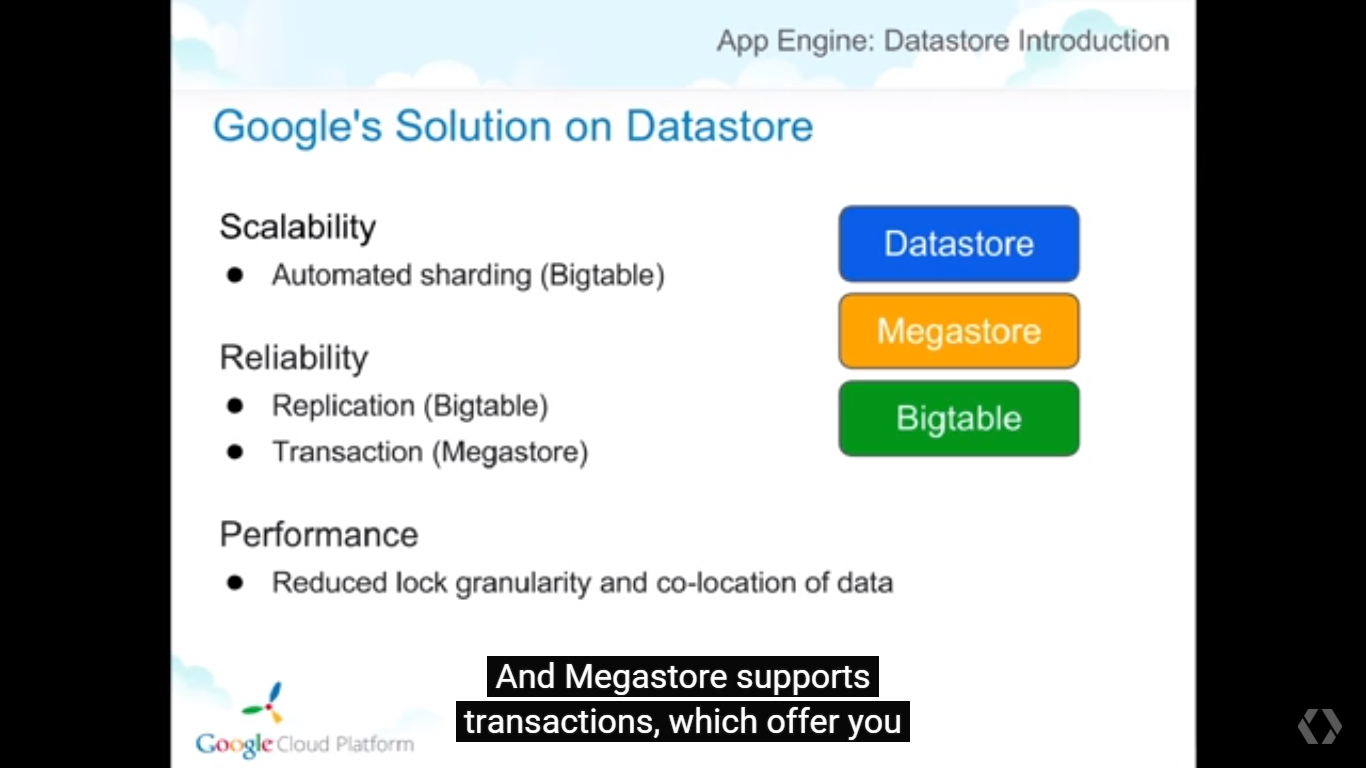 App Engine: Datastore Introduction
Google's Solution on Datastore
Scalability
● Automated sharding (Bigtable)
Reliability
● Replication (Bigtable)
● Transaction (Megastore)
Performance
● Reduced lock granularity and co-location of data
Datastore
Megastore
Bigtable
And Megastore supports
transactions, which offer you
Google Cloud Platform